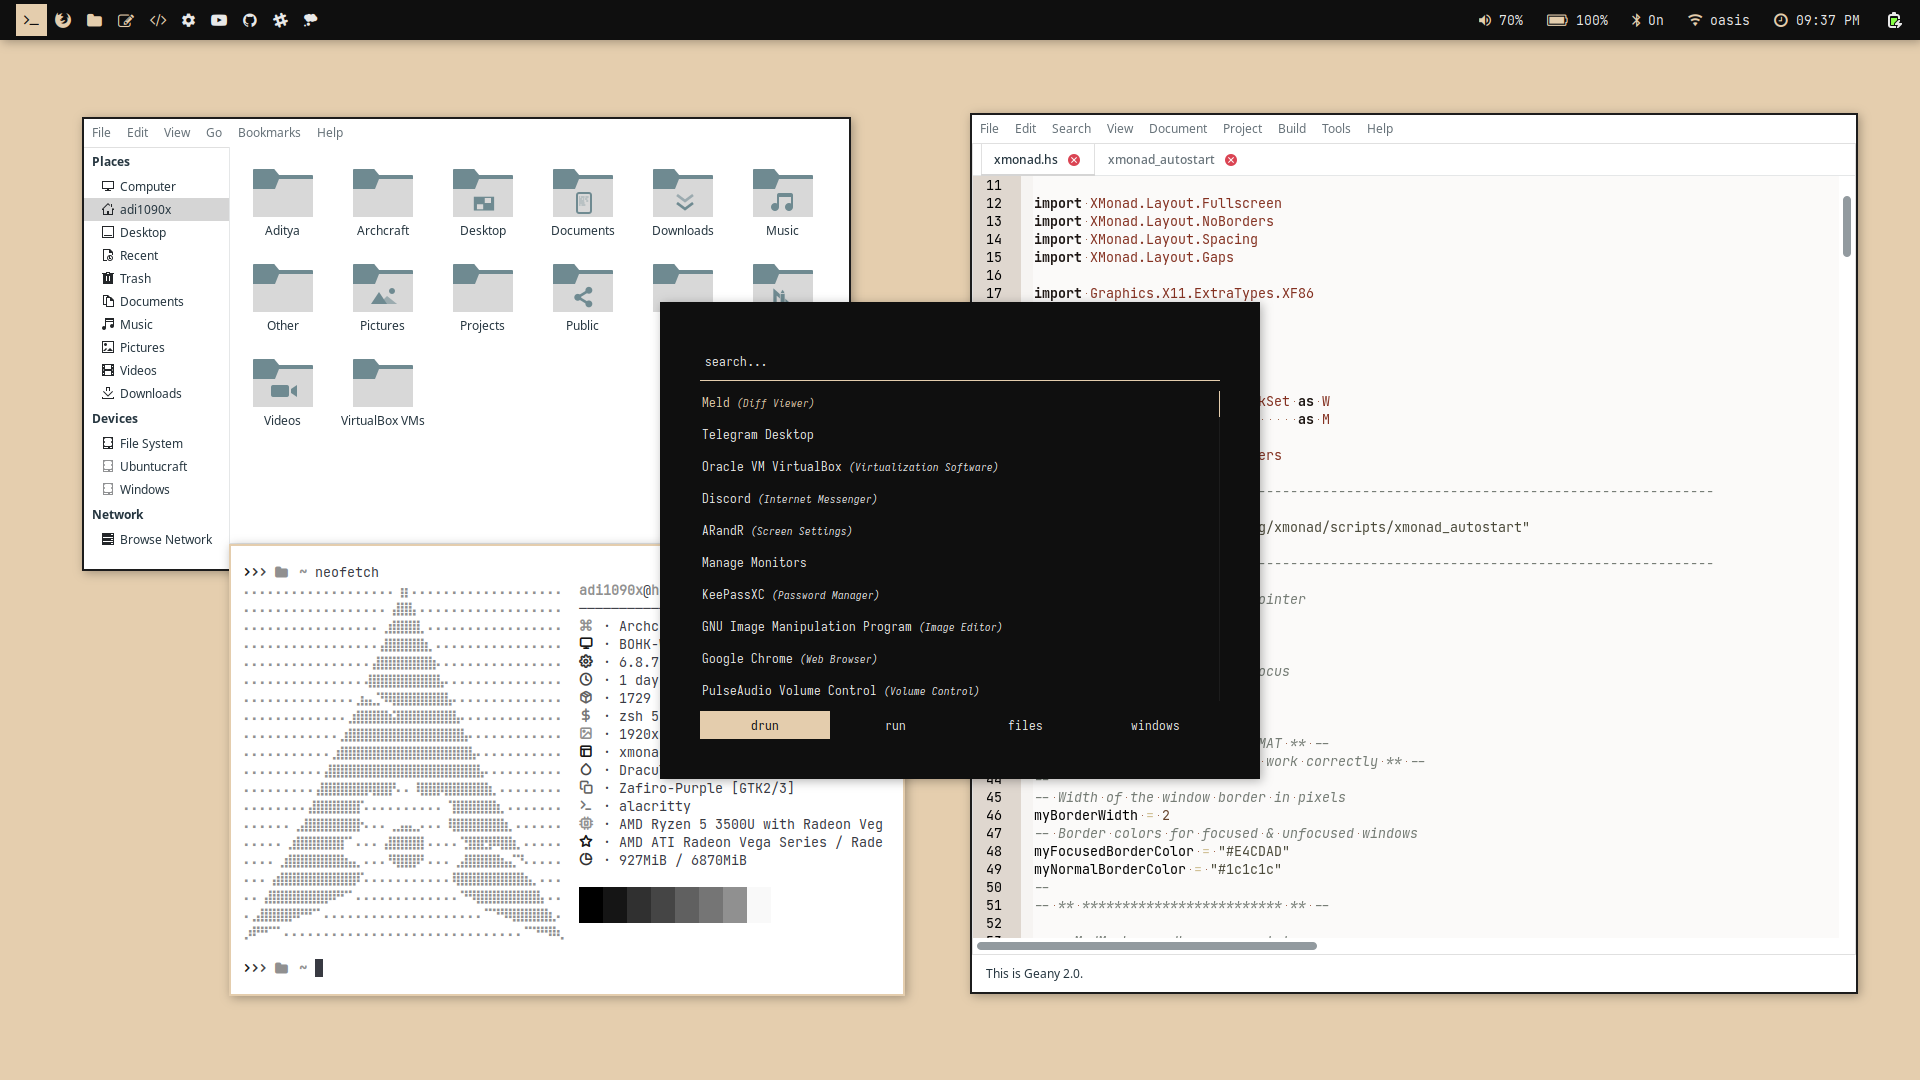 70% 100% On oasis 09:37 PM
File Edit View Go Bookmarks Help
Places
Computer
adi1090x
Desktop
Recent
Trash
Documents
Music
Pictures
Videos
Downloads
Devices
File System
Ubuntucraft
Windows
Network
Browse Network
Aditya Archcraft Desktop Documents Downloads Music
Other Pictures Projects Public
Videos VirtualBox VMs
>>> ~ neofetch
adi1090x@h
· Archc
· BOHK-
· 6.8.7
· 1 day
· 1729
· zsh 5
· 1920x
· xmona
· Dracu
· Zafiro-Purple [GTK2/3]
· alacritty
· AMD Ryzen 5 3500U with Radeon Veg
· AMD ATI Radeon Vega Series / Rade
· 927MiB / 6870MiB
>>> ~
search...
Meld (Diff Viewer)
Telegram Desktop
Oracle VM VirtualBox (Virtualization Software)
Discord (Internet Messenger)
ARandR (Screen Settings)
Manage Monitors
KeePassXC (Password Manager)
GNU Image Manipulation Program (Image Editor)
Google Chrome (Web Browser)
PulseAudio Volume Control (Volume Control)
drun run files windows
File Edit Search View Document Project Build Tools Help
xmonad.hs xmonad_autostart
11
12 import XMonad.Layout.Fullscreen
13 import XMonad.Layout.NoBorders
14 import XMonad.Layout.Spacing
15 import XMonad.Layout.Gaps
16
17 import Graphics.X11.ExtraTypes.XF86
kSet as W
as M
ers
--------------------------------------------------------
g/xmonad/scripts/xmonad_autostart"
--------------------------------------------------------
ointer
ocus
MAT ** --
work correctly ** --
44 --
45 -- Width of the window border in pixels
46 myBorderWidth = 2
47 -- Border colors for focused & unfocused windows
48 myFocusedBorderColor = "#E4CDAD"
49 myNormalBorderColor = "#1c1c1c"
50 --
51 -- ** ************************* ** --
52
This is Geany 2.0.